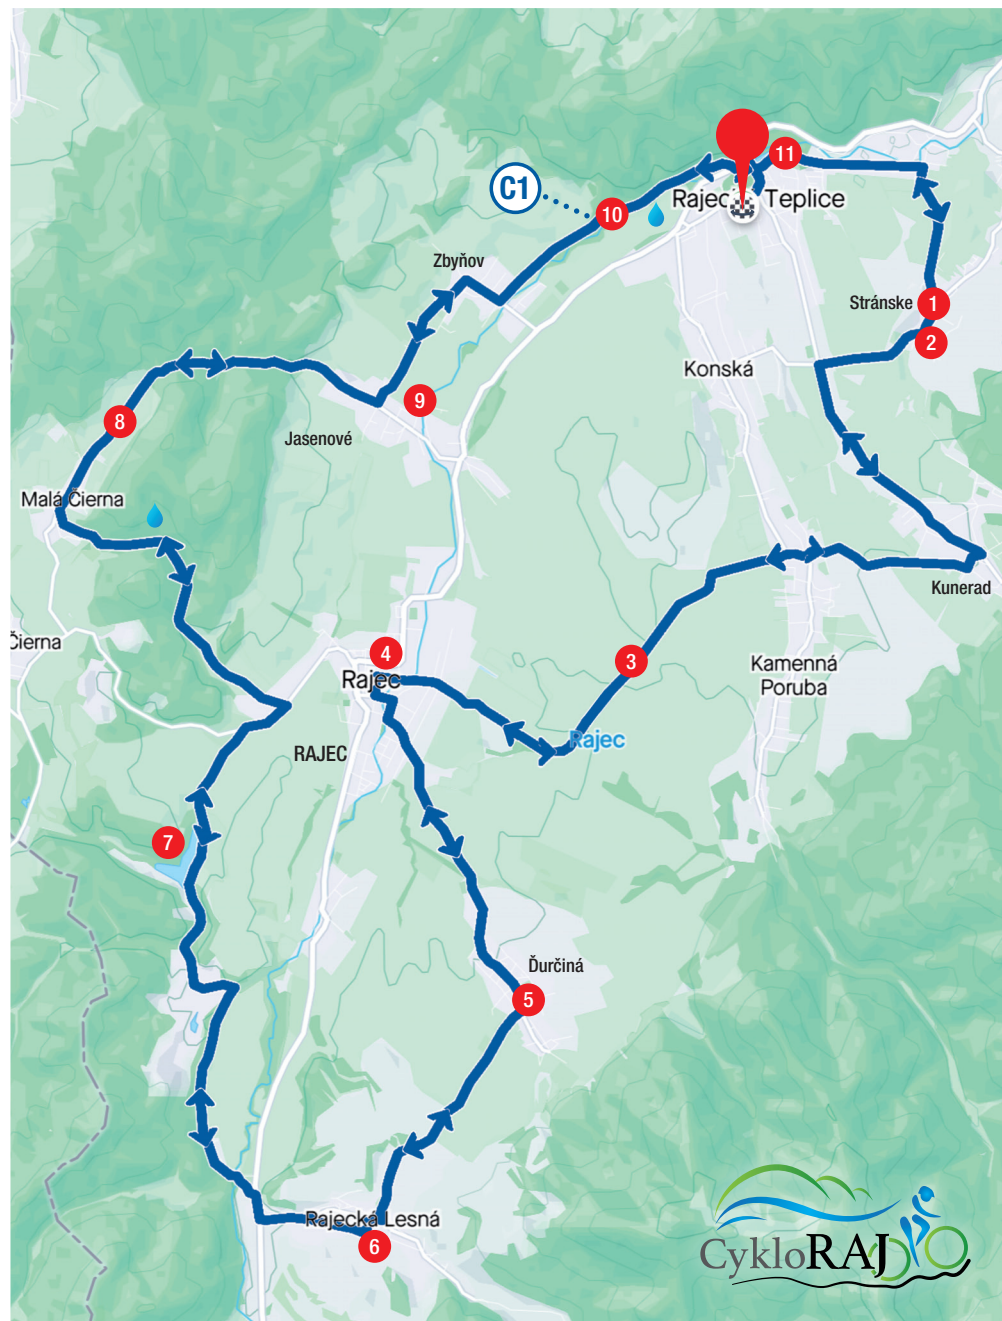 11
C1
10
Rajecké Teplice
Zbyňov
Stránske
1
2
Konská
9
8
Jasenové
Malá Čierna
Kunerad
Čierna
4
3
Rajec
Kamenná
Poruba
Rajec
RAJEC
7
Ďurčiná
5
Rajecká Lesná
6
CykloRAJ